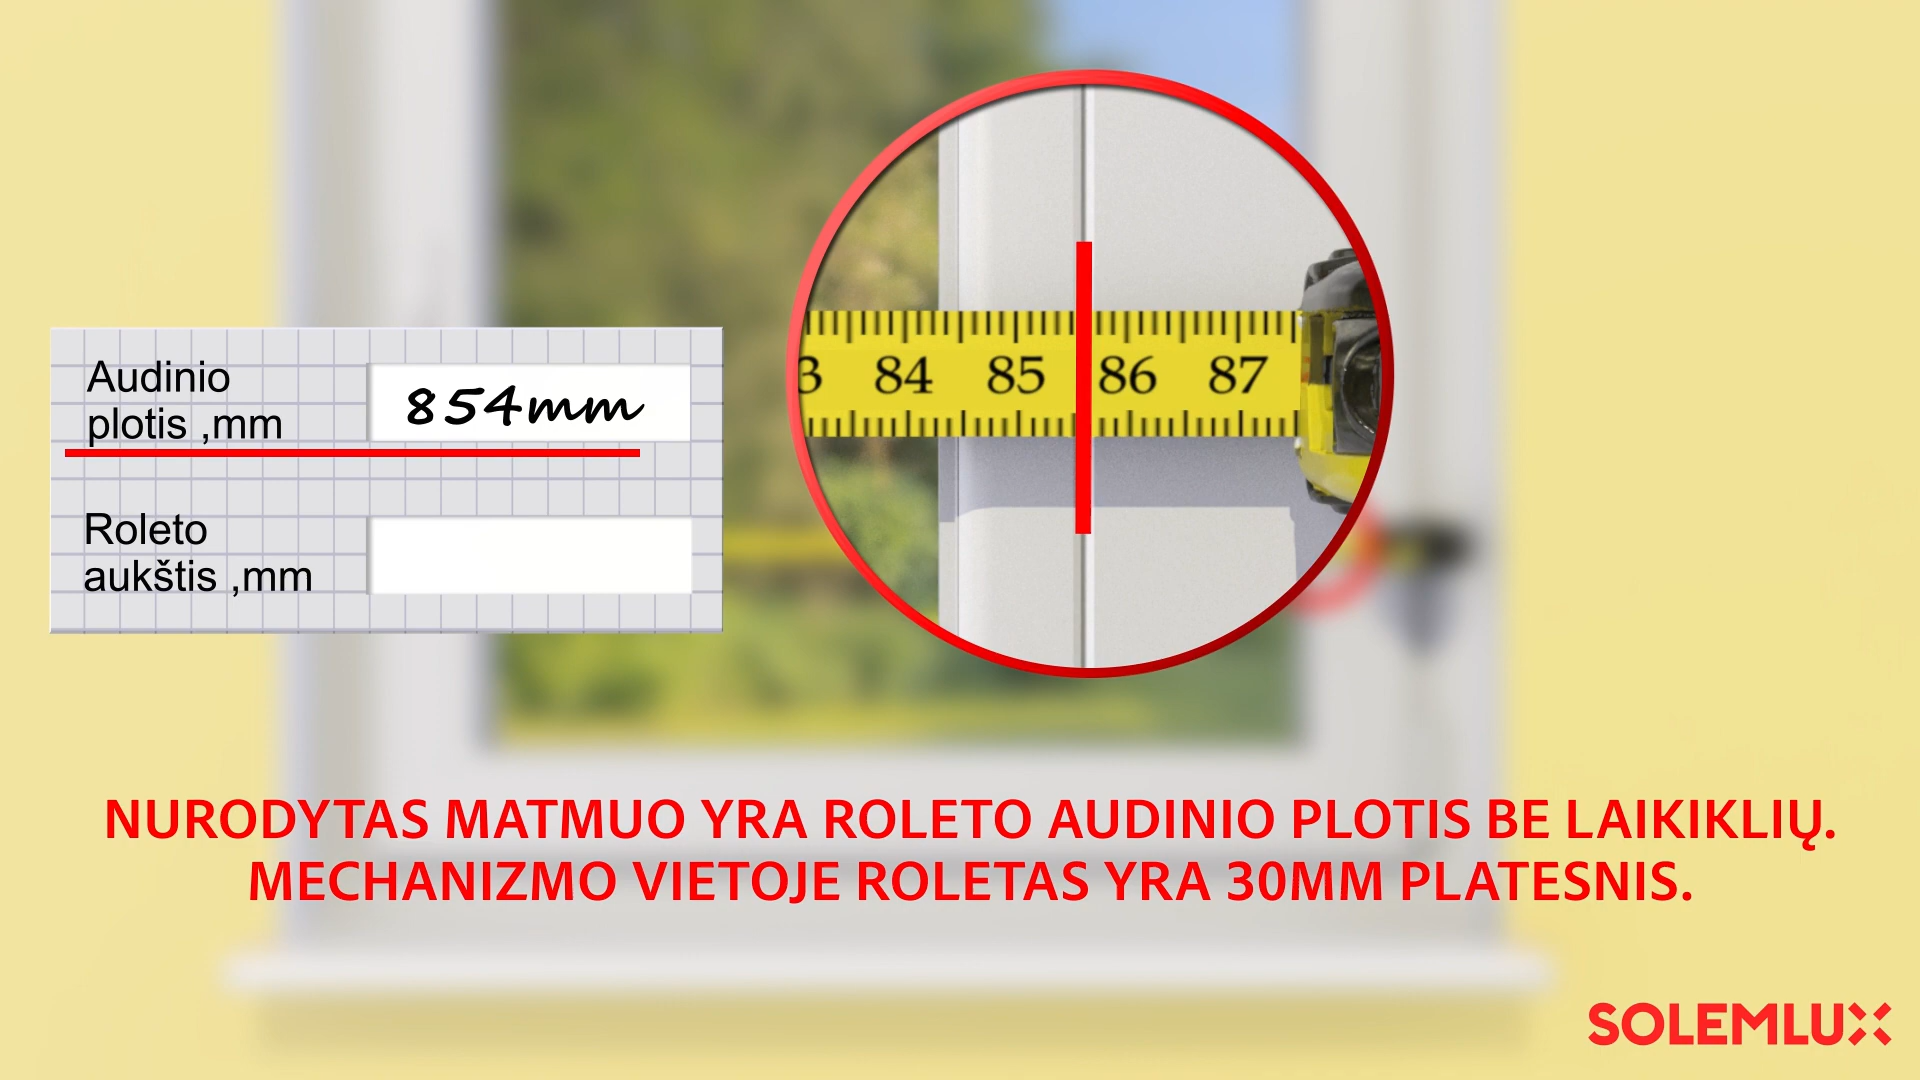 Audinio
plotis ,mm
854mm
Roleto
aukštis ,mm
3 84 85 86 87
NURODYTAS MATMUO YRA ROLETO AUDINIO PLOTIS BE LAIKIKLIŲ.
MECHANIZMO VIETOJE ROLETAS YRA 30MM PLATESNIS.
SOLEMLUX